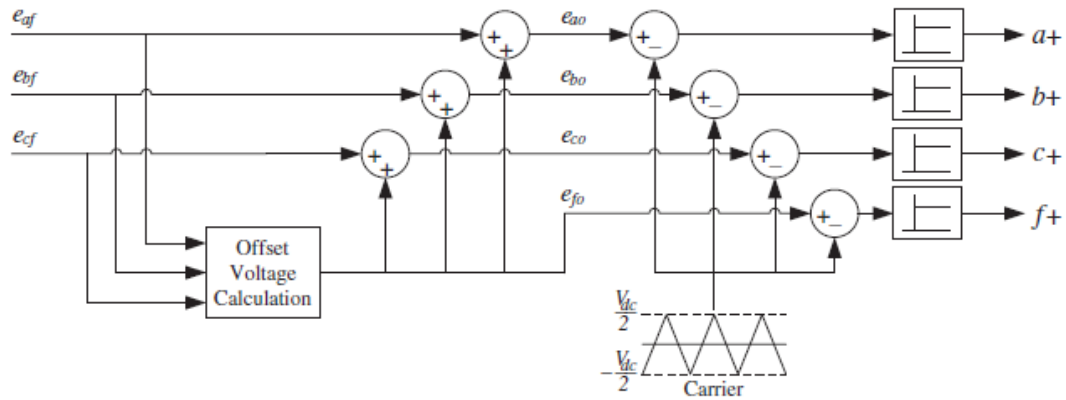 e_af
e_ao
a+
e_bf
e_bo
b+
e_cf
e_co
c+
e_fo
f+
Offset
Voltage
Calculation
V_dc/2
-V_dc/2
Carrier